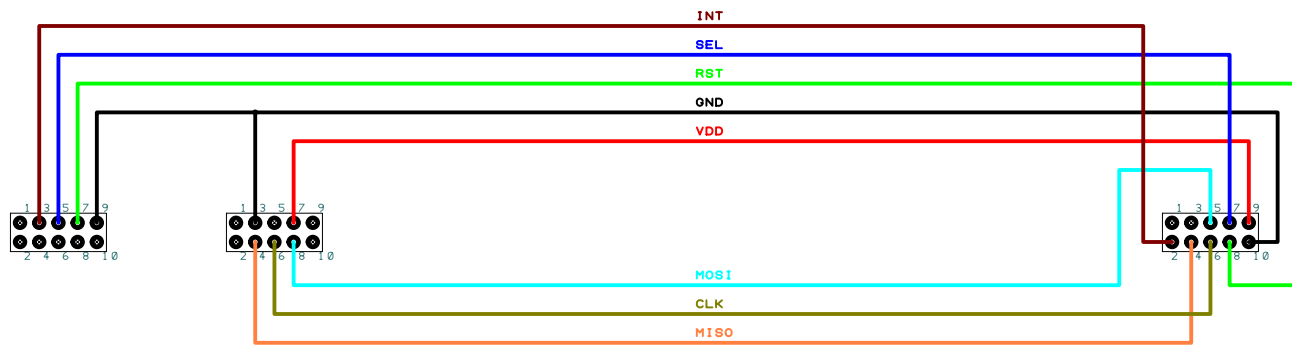 INT
SEL
RST
GND
VDD
1 3 5 7 9
1 3 5 7 9
1 3 5 7 9
2 4 6 8 10
2 4 6 8 10
2 4 6 8 10
MOSI
CLK
MISO